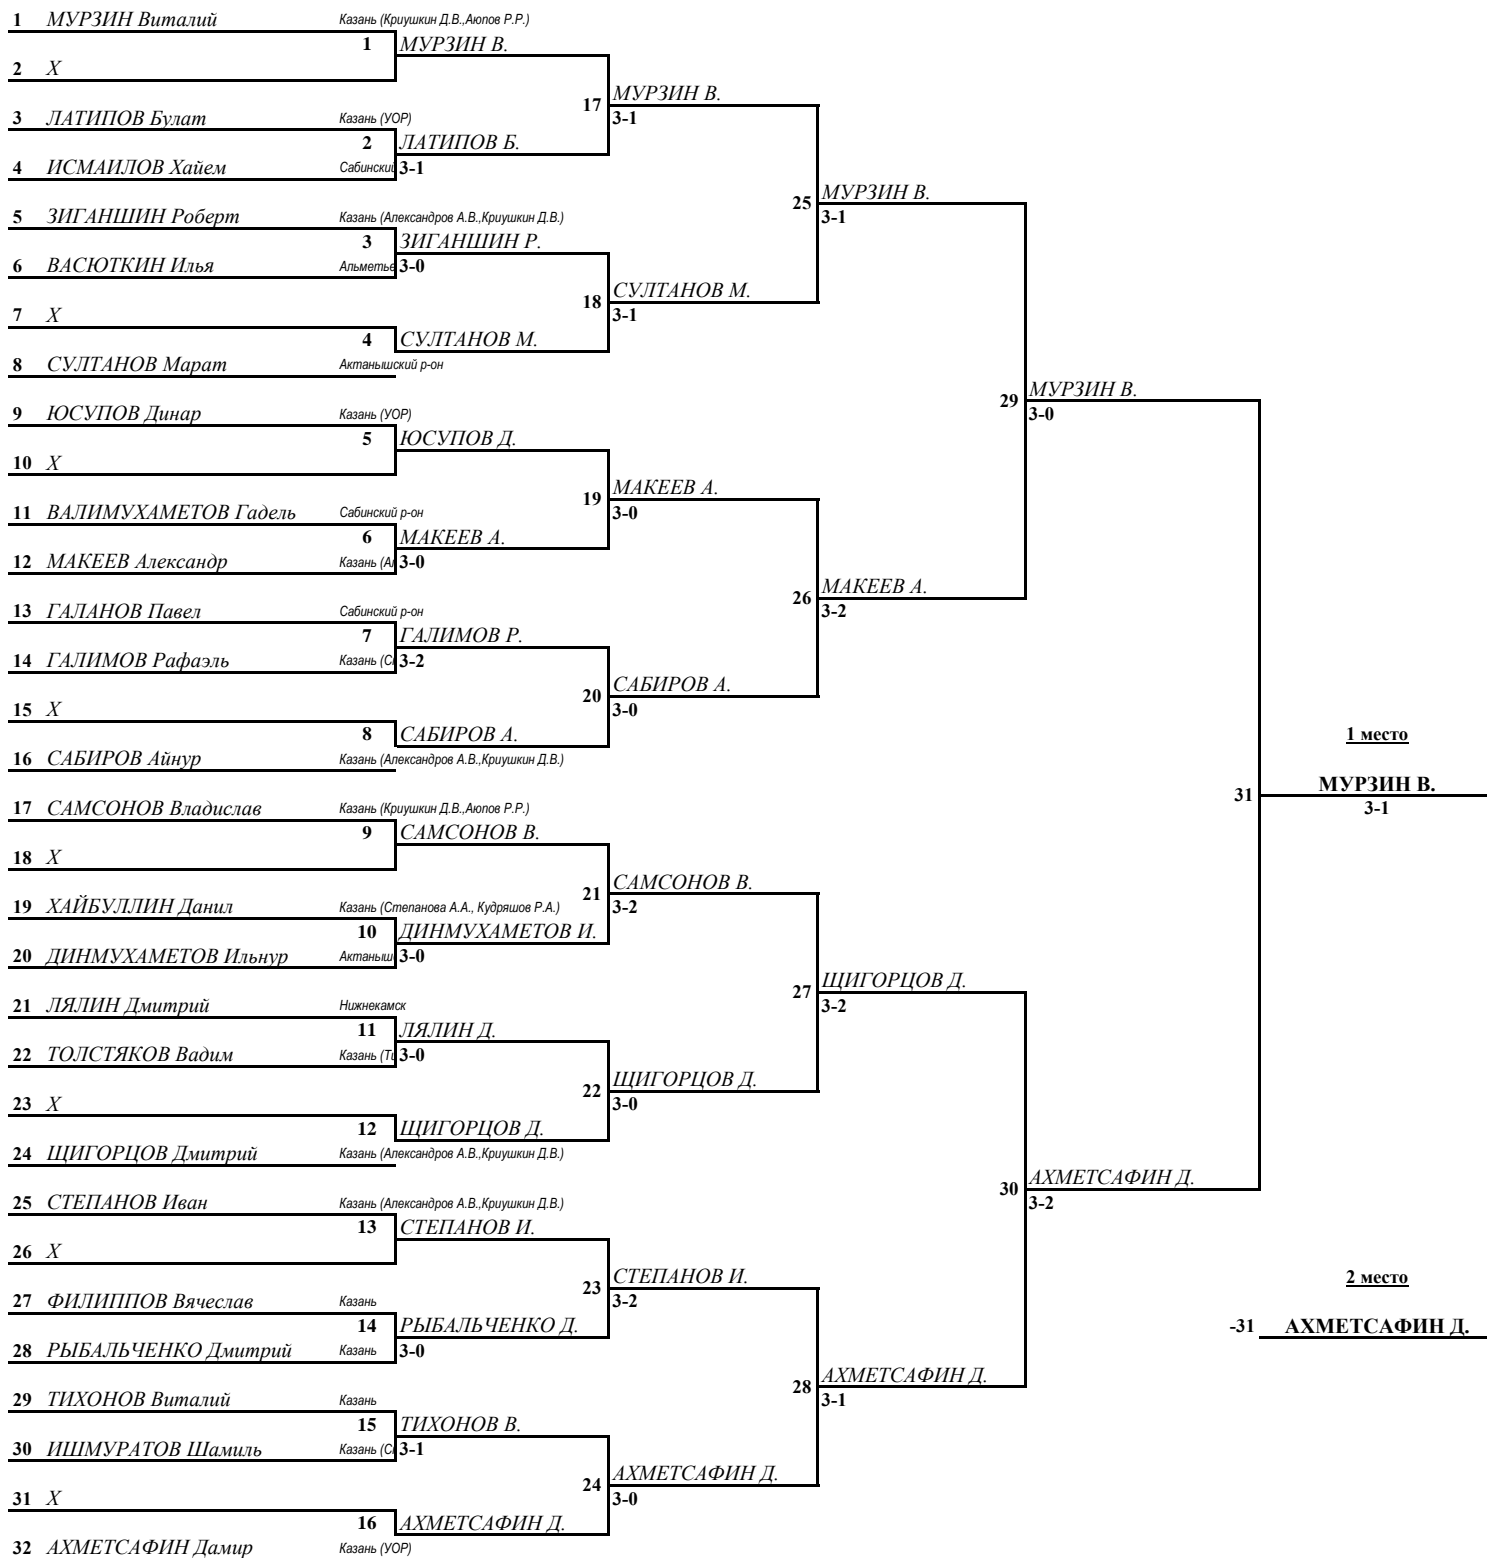 1 МУРЗИН Виталий Казань (Криушкин Д.В.,Аюпов Р.Р.)
1 МУРЗИН В.
2 X
17 МУРЗИН В.
3-1
3 ЛАТИПОВ Булат Казань (УОР)
2 ЛАТИПОВ Б.
4 ИСМАИЛОВ Хайем Сабинский 3-1
25 МУРЗИН В.
3-1
5 ЗИГАНШИН Роберт Казань (Александров А.В.,Криушкин Д.В.)
3 ЗИГАНШИН Р.
6 ВАСЮТКИН Илья Альметье 3-0
18 СУЛТАНОВ М.
3-1
7 X
4 СУЛТАНОВ М.
8 СУЛТАНОВ Марат Актанышский р-он
29 МУРЗИН В.
3-0
9 ЮСУПОВ Динар Казань (УОР)
5 ЮСУПОВ Д.
10 X
19 МАКЕЕВ А.
3-0
11 ВАЛИМУХАМЕТОВ Гадель Сабинский р-он
6 МАКЕЕВ А.
12 МАКЕЕВ Александр Казань (Ал 3-0
26 МАКЕЕВ А.
3-2
13 ГАЛАНОВ Павел Сабинский р-он
7 ГАЛИМОВ Р.
14 ГАЛИМОВ Рафаэль Казань (С 3-2
20 САБИРОВ А.
3-0
15 X
8 САБИРОВ А.
16 САБИРОВ Айнур Казань (Александров А.В.,Криушкин Д.В.)
1 место
31 МУРЗИН В.
3-1
17 САМСОНОВ Владислав Казань (Криушкин Д.В.,Аюпов Р.Р.)
9 САМСОНОВ В.
18 X
21 САМСОНОВ В.
3-2
19 ХАЙБУЛЛИН Данил Казань (Степанова А.А., Кудряшов Р.А.)
10 ДИНМУХАМЕТОВ И.
20 ДИНМУХАМЕТОВ Ильнур Актаныш 3-0
27 ЩИГОРЦОВ Д.
3-2
21 ЛЯЛИН Дмитрий Нижнекамск
11 ЛЯЛИН Д.
22 ТОЛСТЯКОВ Вадим Казань (Ти 3-0
22 ЩИГОРЦОВ Д.
3-0
23 X
12 ЩИГОРЦОВ Д.
24 ЩИГОРЦОВ Дмитрий Казань (Александров А.В.,Криушкин Д.В.)
30 АХМЕТСАФИН Д.
3-2
25 СТЕПАНОВ Иван Казань (Александров А.В.,Криушкин Д.В.)
13 СТЕПАНОВ И.
26 X
23 СТЕПАНОВ И.
3-2
2 место
27 ФИЛИППОВ Вячеслав Казань
14 РЫБАЛЬЧЕНКО Д.
-31 АХМЕТСАФИН Д.
28 РЫБАЛЬЧЕНКО Дмитрий Казань 3-0
28 АХМЕТСАФИН Д.
3-1
29 ТИХОНОВ Виталий Казань
15 ТИХОНОВ В.
30 ИШМУРАТОВ Шамиль Казань (С 3-1
24 АХМЕТСАФИН Д.
3-0
31 X
16 АХМЕТСАФИН Д.
32 АХМЕТСАФИН Дамир Казань (УОР)